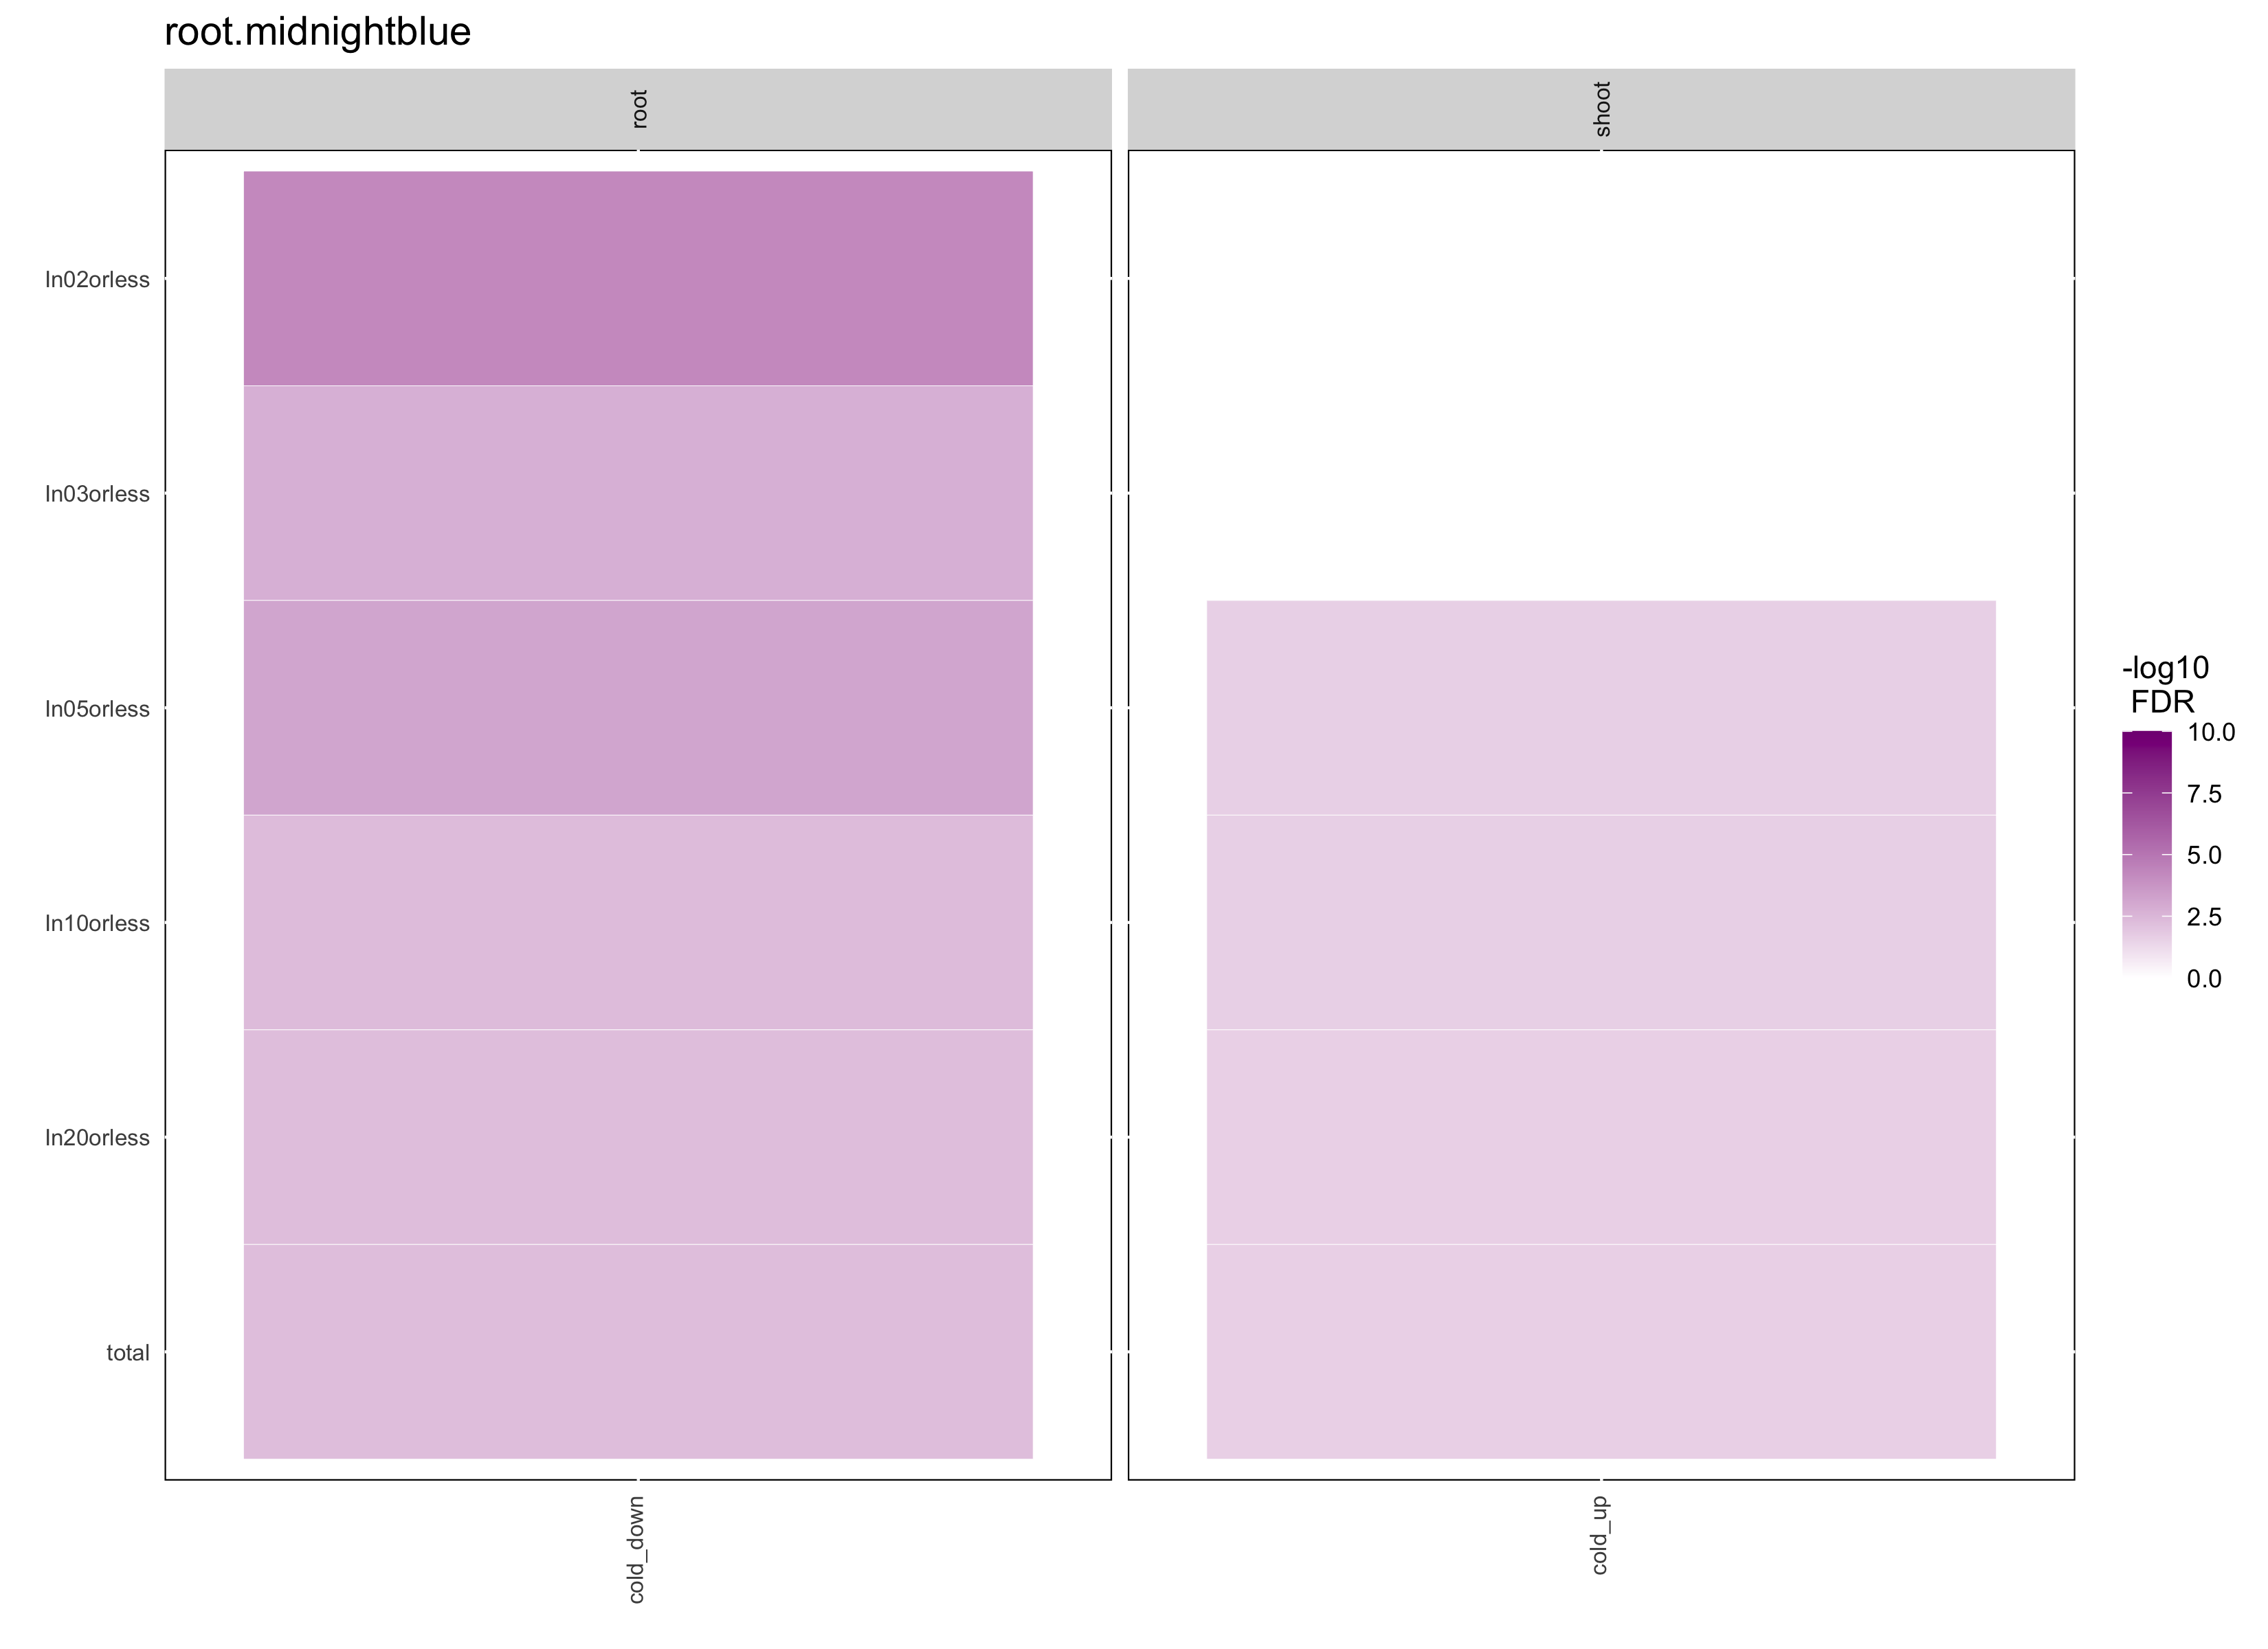 root.midnightblue
root
shoot
In02orless
In03orless
In05orless
In10orless
In20orless
total
cold_down
cold_up
-log10
FDR
10.0
7.5
5.0
2.5
0.0